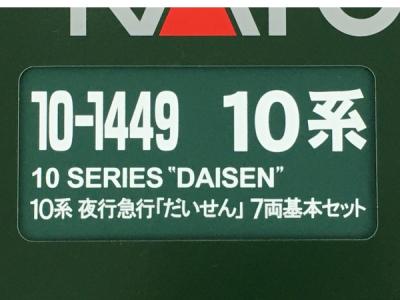 KATO
10-1449 10系
10 SERIES "DAISEN"
10系 夜行急行「だいせん」 7両基本セット